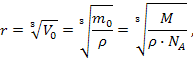 r = ∛V₀ = ∛(m₀/ρ) = ∛(M/(ρ · N_A)) ,